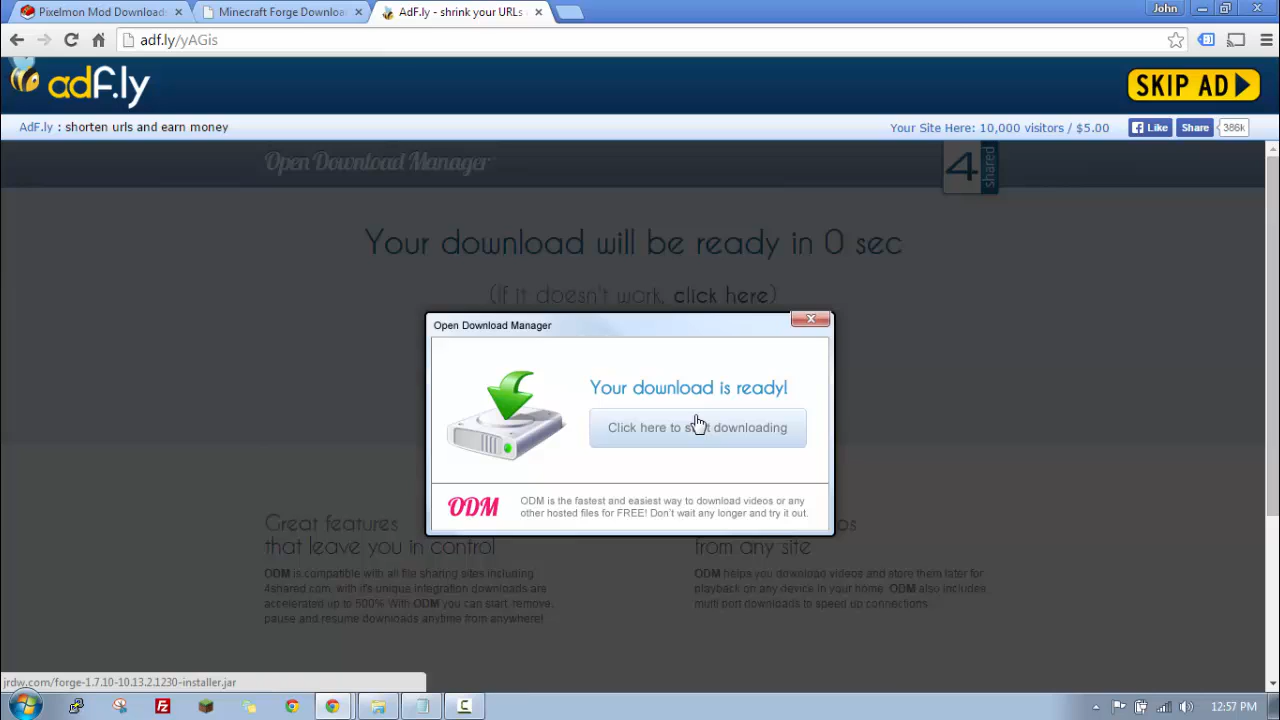 Pixelmon Mod Download
Minecraft Forge Downloa
AdF.ly - shrink your URLs
John
adf.ly/yAGis
adf.ly
SKIP AD
AdF.ly : shorten urls and earn money
Your Site Here: 10,000 visitors / $5.00
Like
Share
386k
Open Download Manager
4 shared
Your download will be ready in 0 sec
(If it doesn't work, click here)
Open Download Manager
Your download is ready!
Click here to downloading
ODM
ODM is the fastest and easiest way to download videos or any
other hosted files for FREE! Don't wait any longer and try it out.
Great features
that leave you in control
ODM is compatible with all file sharing sites including
4shared.com, with it's unique integration downloads are
accelerated up to 500% With ODM you can start, remove,
pause and resume downloads anytime from anywhere!
from any site
ODM helps you download videos and store them later for
playback on any device in your home. ODM also includes
multi port downloads to speed up connections.
jrdw.com/forge-1.7.10-10.13.2.1230-installer.jar
12:57 PM